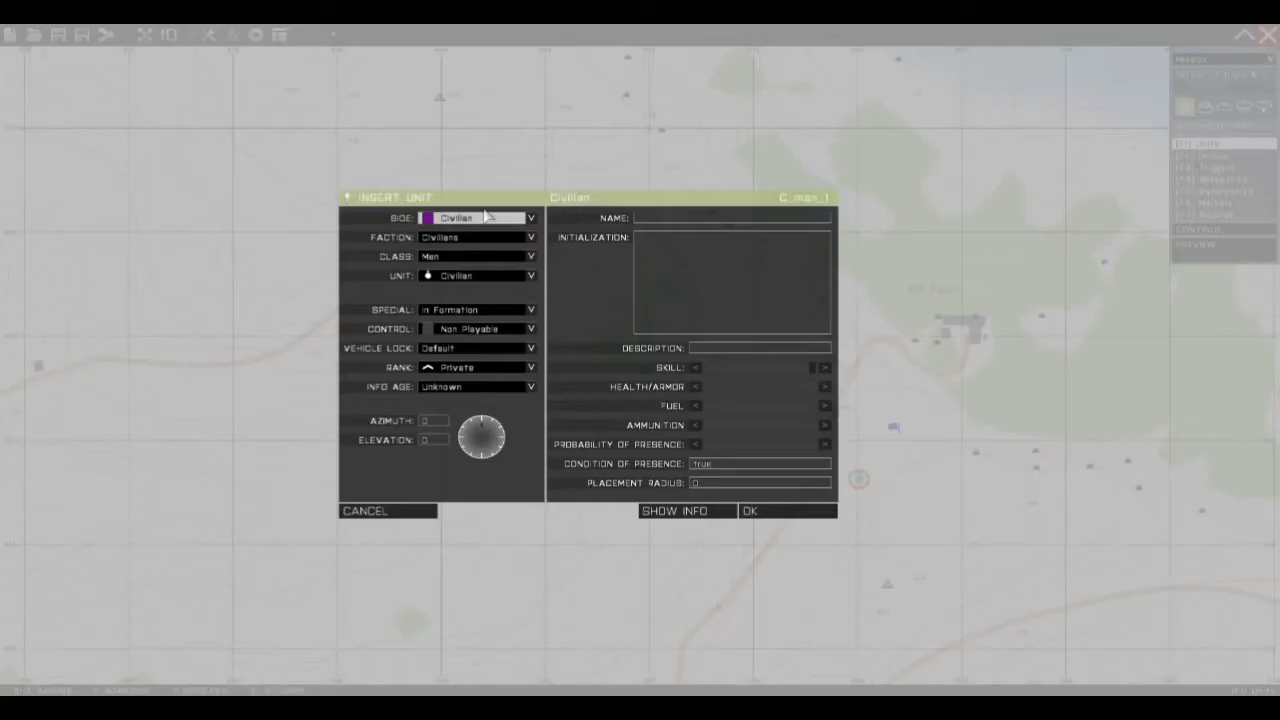 INSERT UNIT
Civilian
C_man_1
SIDE: Civilian V
FACTION: Civilians V
CLASS: Men V
UNIT: Civilian V
SPECIAL: In Formation V
CONTROL: Non Playable V
VEHICLE LOCK: Default V
RANK: Private V
INFO AGE: Unknown V
AZIMUTH: 0
ELEVATION: 0
NAME:
INITIALIZATION:
DESCRIPTION:
SKILL: < >
HEALTH/ARMOR < >
FUEL < >
AMMUNITION < >
PROBABILITY OF PRESENCE: < >
CONDITION OF PRESENCE: true
PLACEMENT RADIUS: 0
CANCEL
SHOW INFO
OK
CONTINUE
PREVIEW